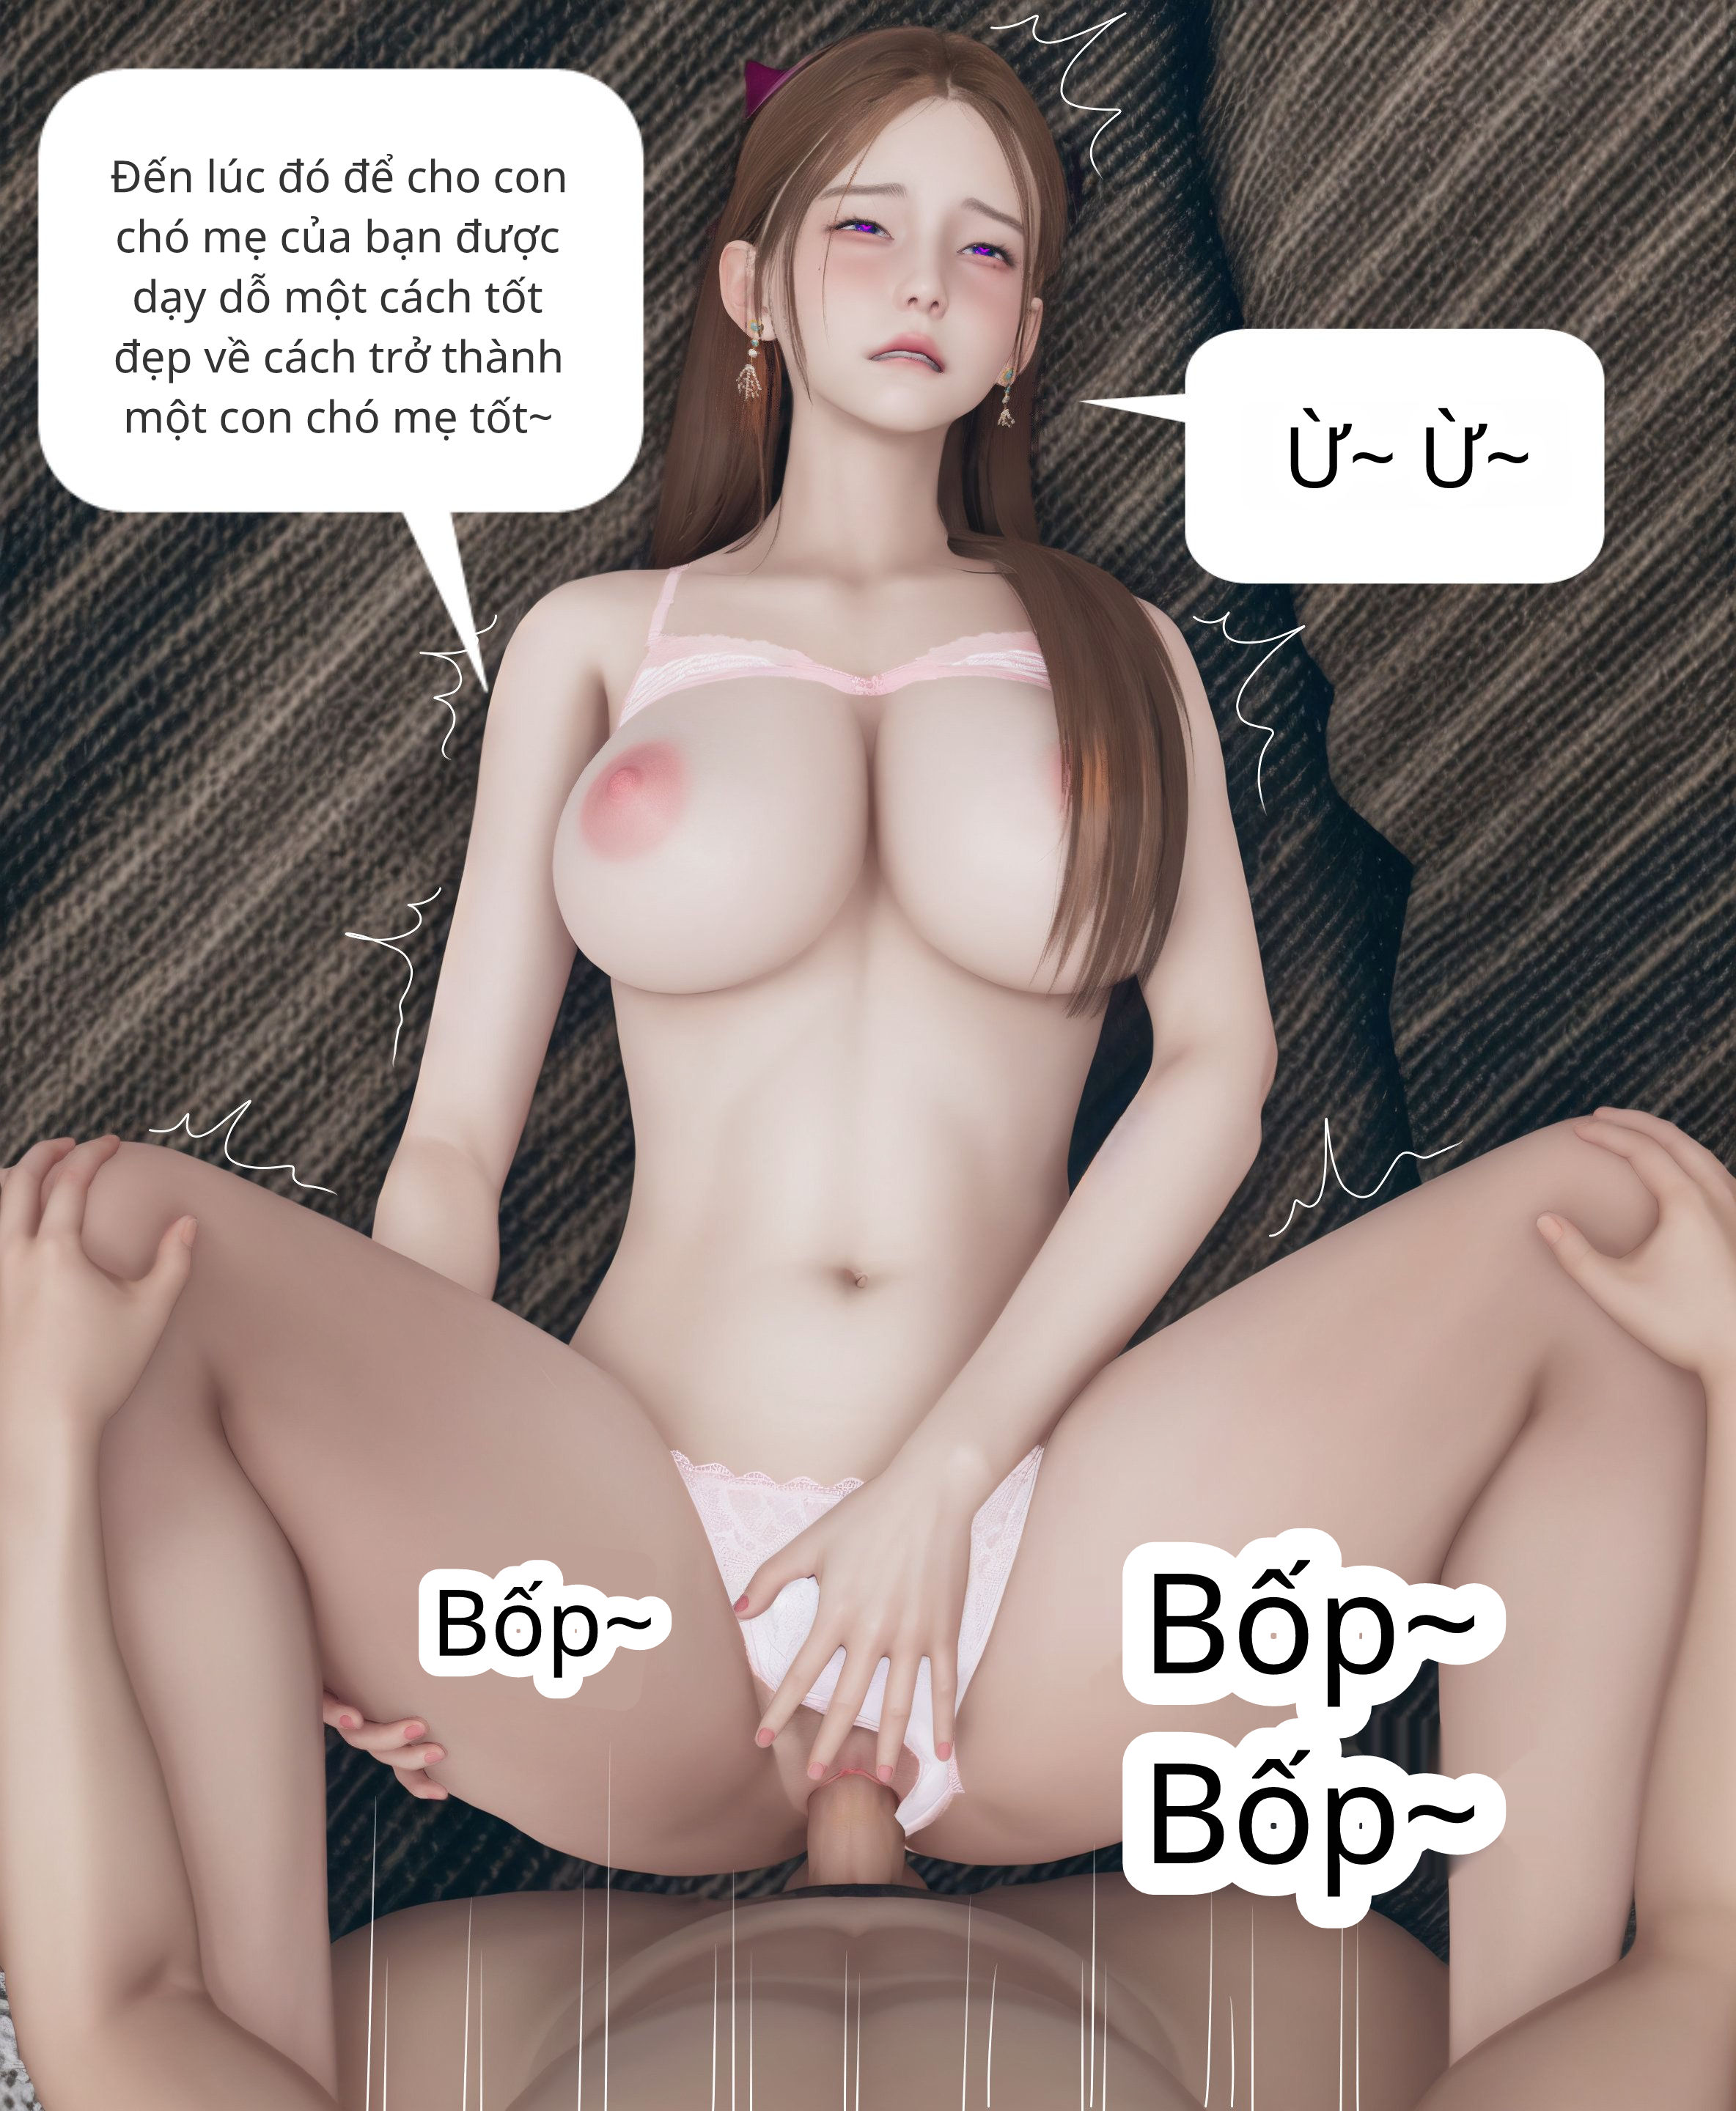 Đến lúc đó để cho con
chó mẹ của bạn được
dạy dỗ một cách tốt
đẹp về cách trở thành
một con chó mẹ tốt~
Ừ~ Ừ~
Bốp~
Bốp~
Bốp~